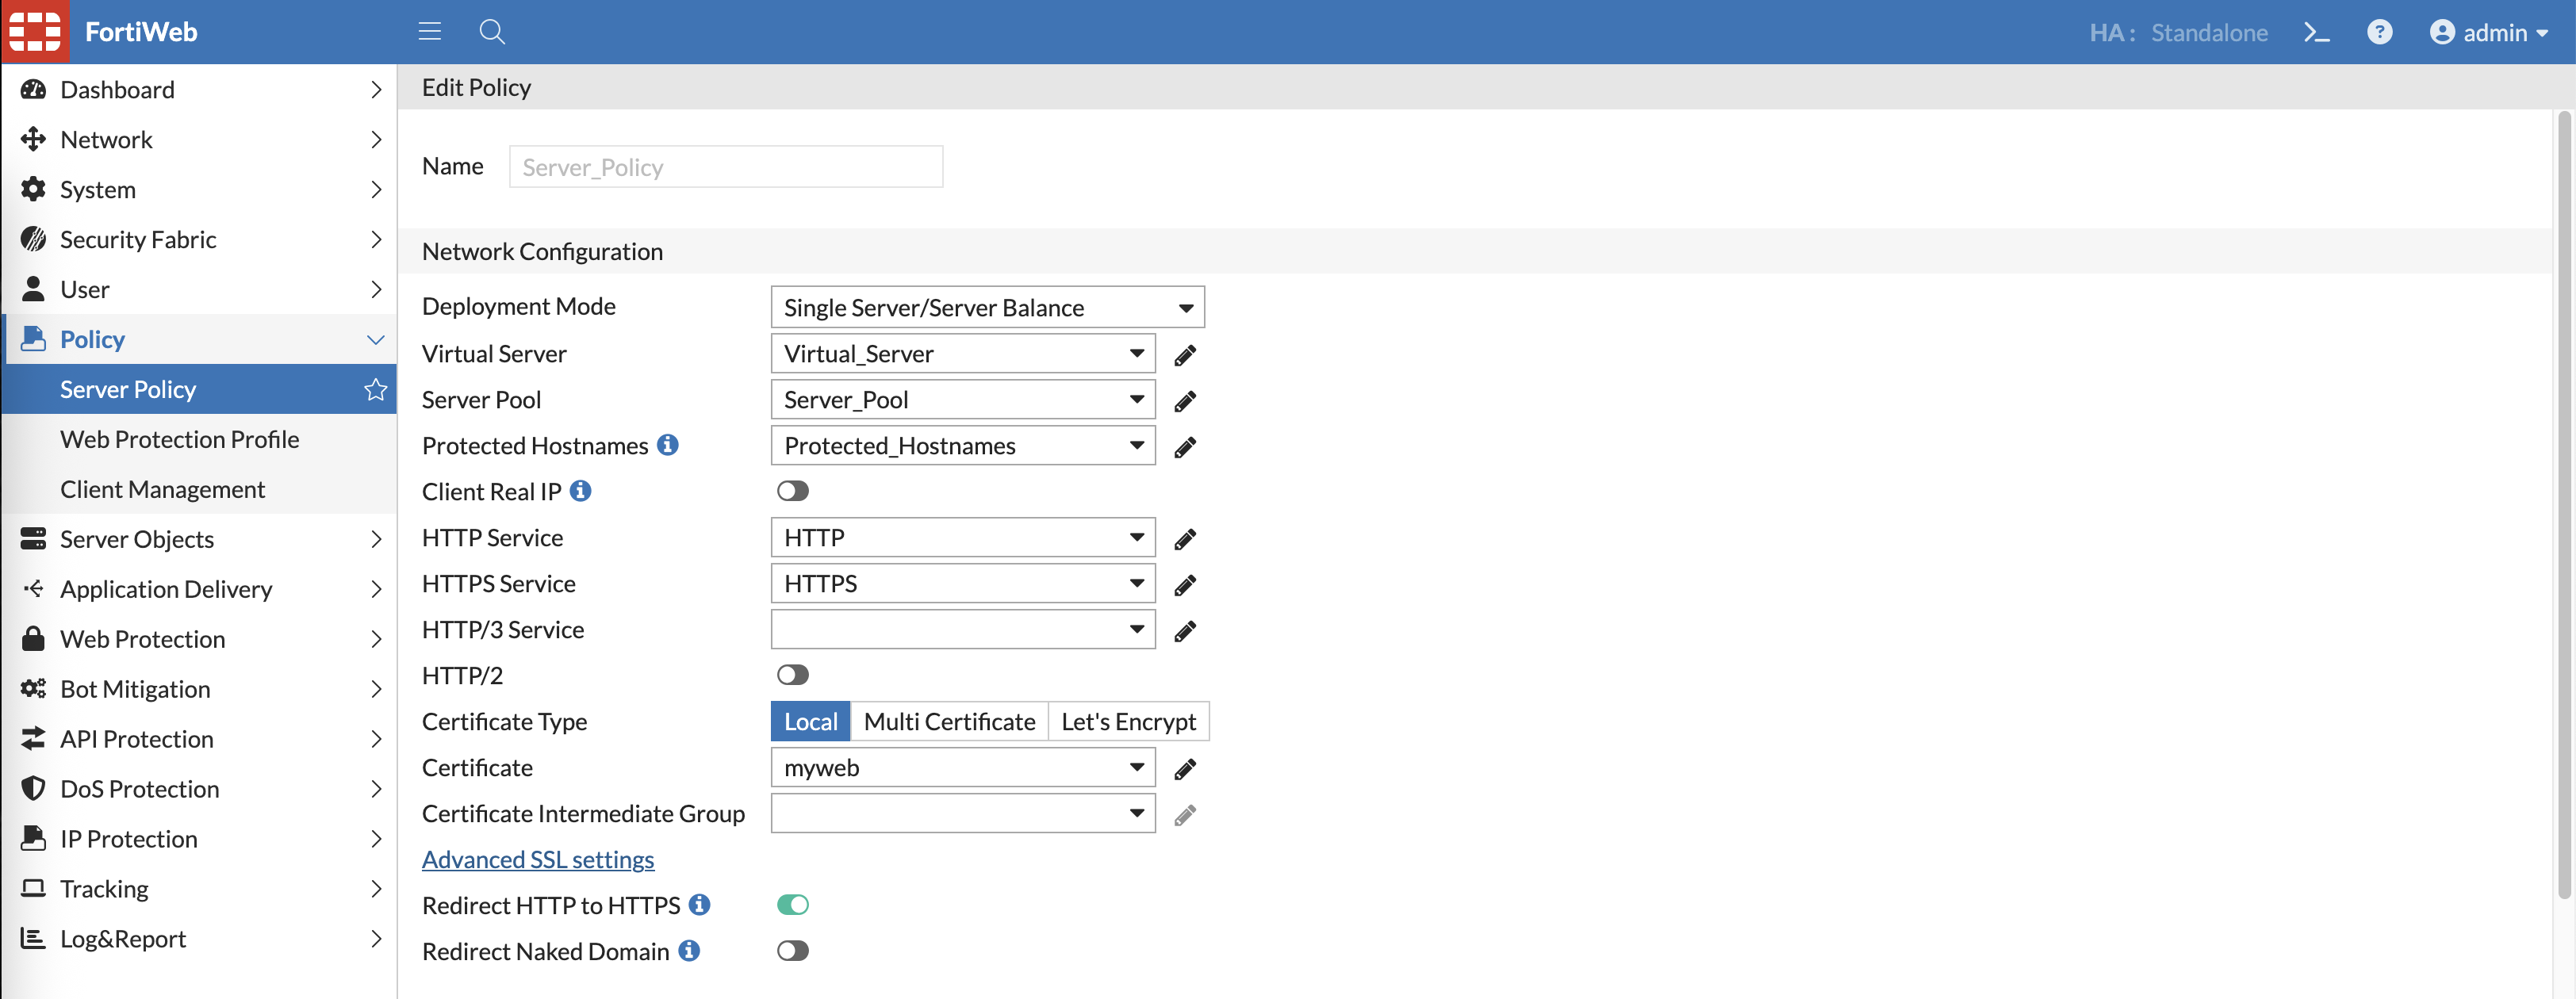 FortiWeb
HA: Standalone
admin
Dashboard
Network
System
Security Fabric
User
Policy
Server Policy
Web Protection Profile
Client Management
Server Objects
Application Delivery
Web Protection
Bot Mitigation
API Protection
DoS Protection
IP Protection
Tracking
Log&Report
Edit Policy
Name Server_Policy
Network Configuration
Deployment Mode Single Server/Server Balance
Virtual Server Virtual_Server
Server Pool Server_Pool
Protected Hostnames Protected_Hostnames
Client Real IP
HTTP Service HTTP
HTTPS Service HTTPS
HTTP/3 Service
HTTP/2
Certificate Type Local Multi Certificate Let's Encrypt
Certificate myweb
Certificate Intermediate Group
Advanced SSL settings
Redirect HTTP to HTTPS
Redirect Naked Domain